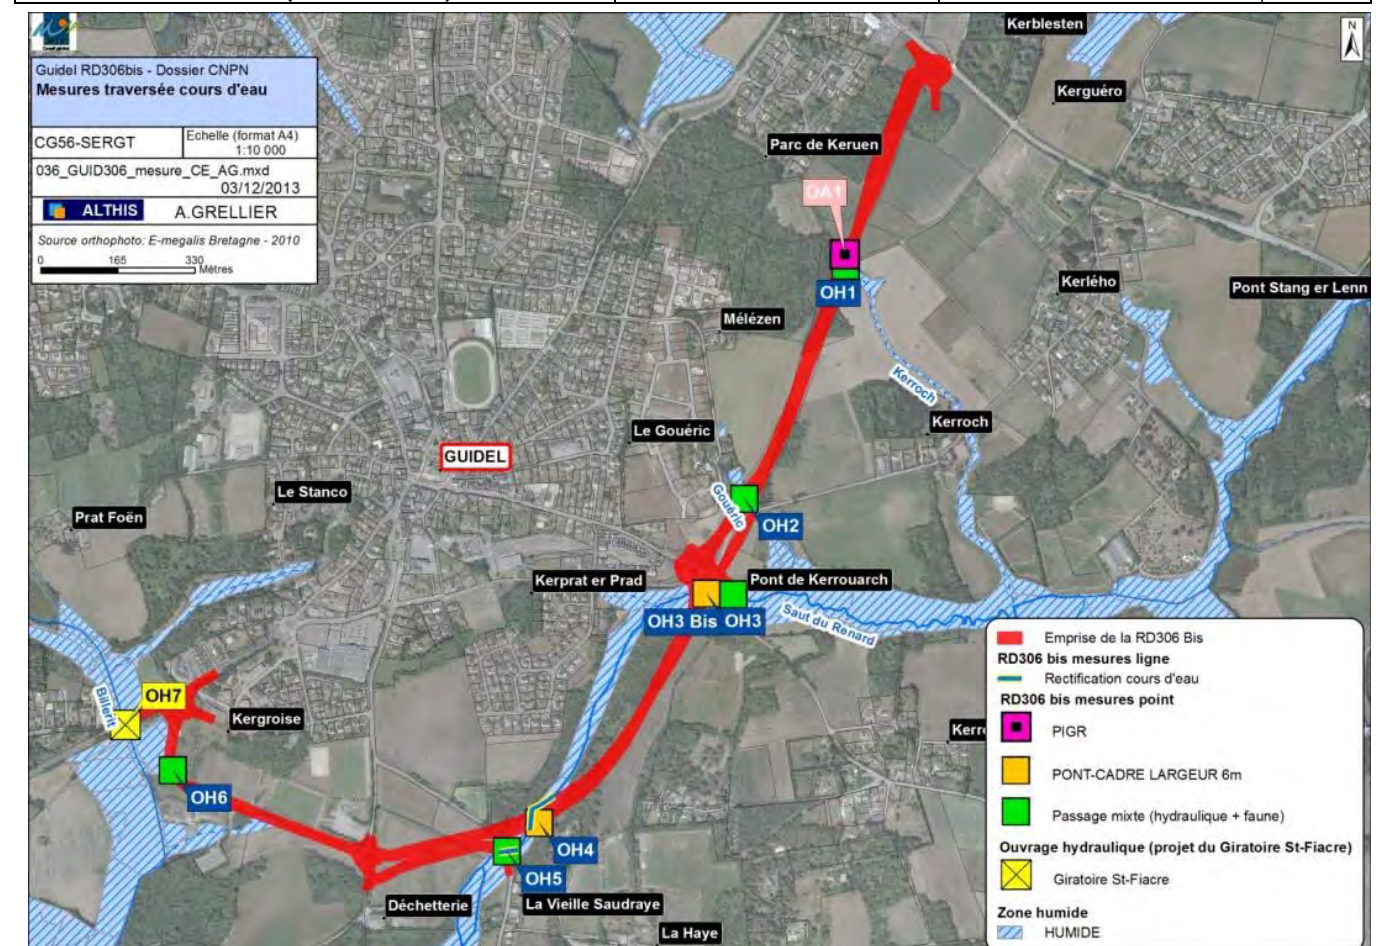 Guidel RD306bis - Dossier CNPN
Mesures traversée cours d'eau
CG56-SERGT
Echelle (format A4)
1:10 000
036_GUID306_mesure_CE_AG.mxd
03/12/2013
ALTHIS A.GRELLIER
Source orthophoto: E-megalis Bretagne - 2010
0 165 330
Mètres
N
Kerblesten
Kerguéro
Parc de Keruen
OA1
OH1
Kerlého
Pont Stang er Lenn
Mélézen
Kerroch
Kerroch
Le Gouéric
GUIDEL
Le Stanco
Prat Foën
Gouéric
OH2
Kerprat er Prad
Pont de Kerrouarch
OH3 Bis
OH3
Saut du Renard
Billerit
OH7
Kergroise
OH6
OH4
OH5
Déchetterie
La Vieille Saudraye
La Haye
Emprise de la RD306 Bis
RD306 bis mesures ligne
Rectification cours d'eau
RD306 bis mesures point
PIGR
PONT-CADRE LARGEUR 6m
Passage mixte (hydraulique + faune)
Ouvrage hydraulique (projet du Giratoire St-Fiacre)
Giratoire St-Fiacre
Zone humide
HUMIDE